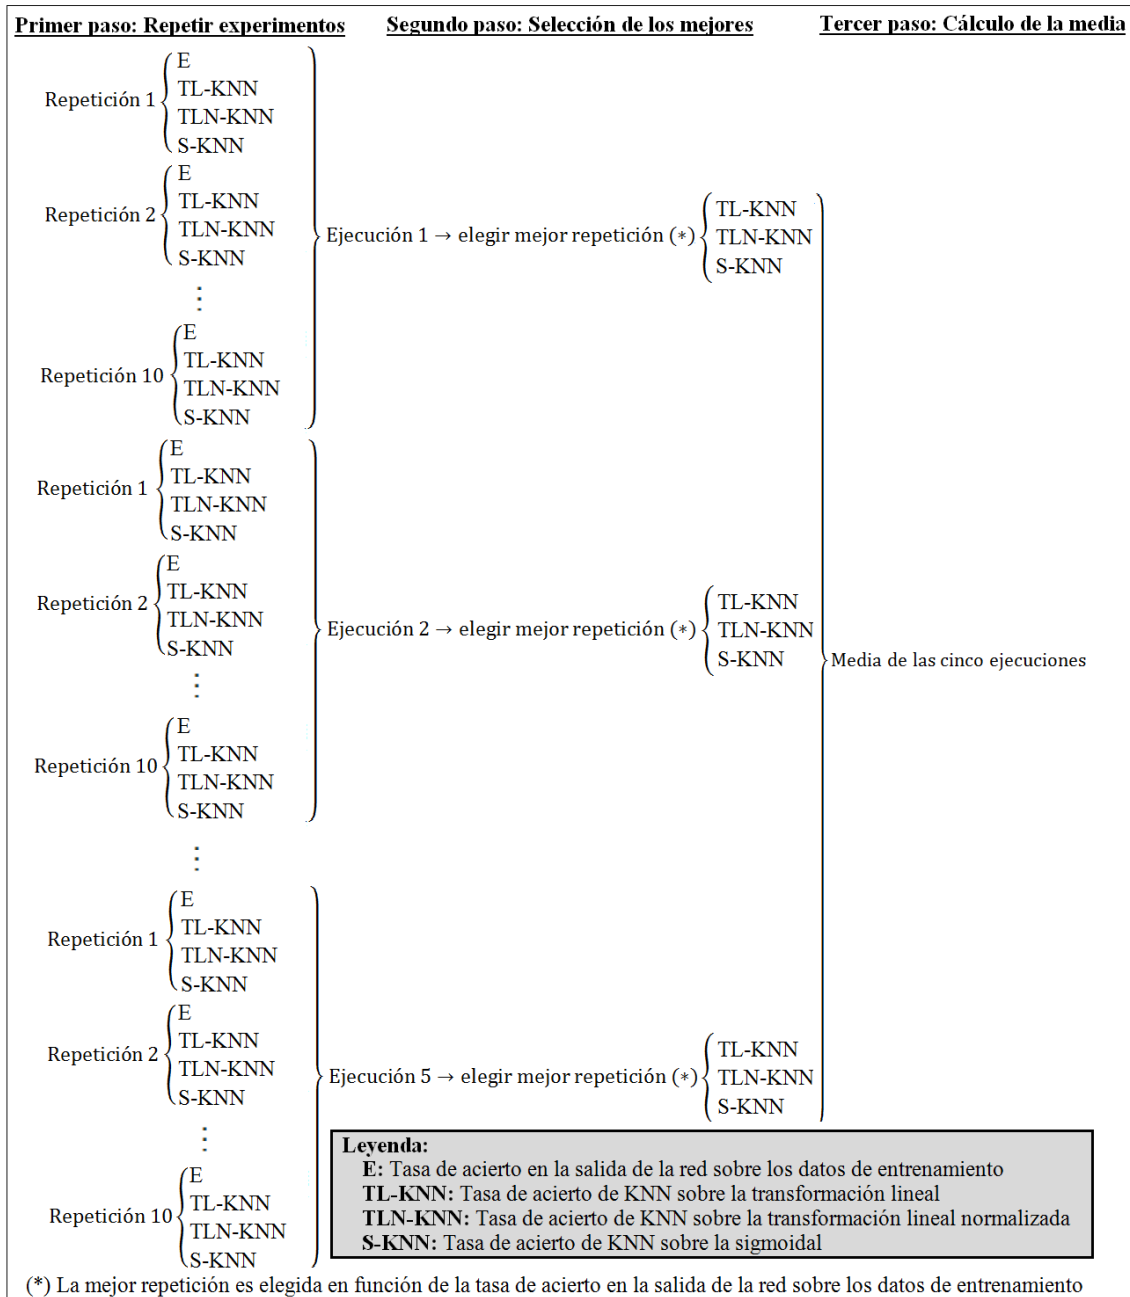 Primer paso: Repetir experimentos
Segundo paso: Selección de los mejores
Tercer paso: Cálculo de la media
Repetición 1
E
TL-KNN
TLN-KNN
S-KNN
Repetición 2
E
TL-KNN
TLN-KNN
S-KNN
⋮
Repetición 10
E
TL-KNN
TLN-KNN
S-KNN
Ejecución 1 → elegir mejor repetición (*)
TL-KNN
TLN-KNN
S-KNN
Repetición 1
E
TL-KNN
TLN-KNN
S-KNN
Repetición 2
E
TL-KNN
TLN-KNN
S-KNN
⋮
Repetición 10
E
TL-KNN
TLN-KNN
S-KNN
Ejecución 2 → elegir mejor repetición (*)
TL-KNN
TLN-KNN
S-KNN
Media de las cinco ejecuciones
⋮
Repetición 1
E
TL-KNN
TLN-KNN
S-KNN
Repetición 2
E
TL-KNN
TLN-KNN
S-KNN
⋮
Repetición 10
E
TL-KNN
TLN-KNN
S-KNN
Ejecución 5 → elegir mejor repetición (*)
TL-KNN
TLN-KNN
S-KNN
Leyenda:
E: Tasa de acierto en la salida de la red sobre los datos de entrenamiento
TL-KNN: Tasa de acierto de KNN sobre la transformación lineal
TLN-KNN: Tasa de acierto de KNN sobre la transformación lineal normalizada
S-KNN: Tasa de acierto de KNN sobre la sigmoidal
(*) La mejor repetición es elegida en función de la tasa de acierto en la salida de la red sobre los datos de entrenamiento